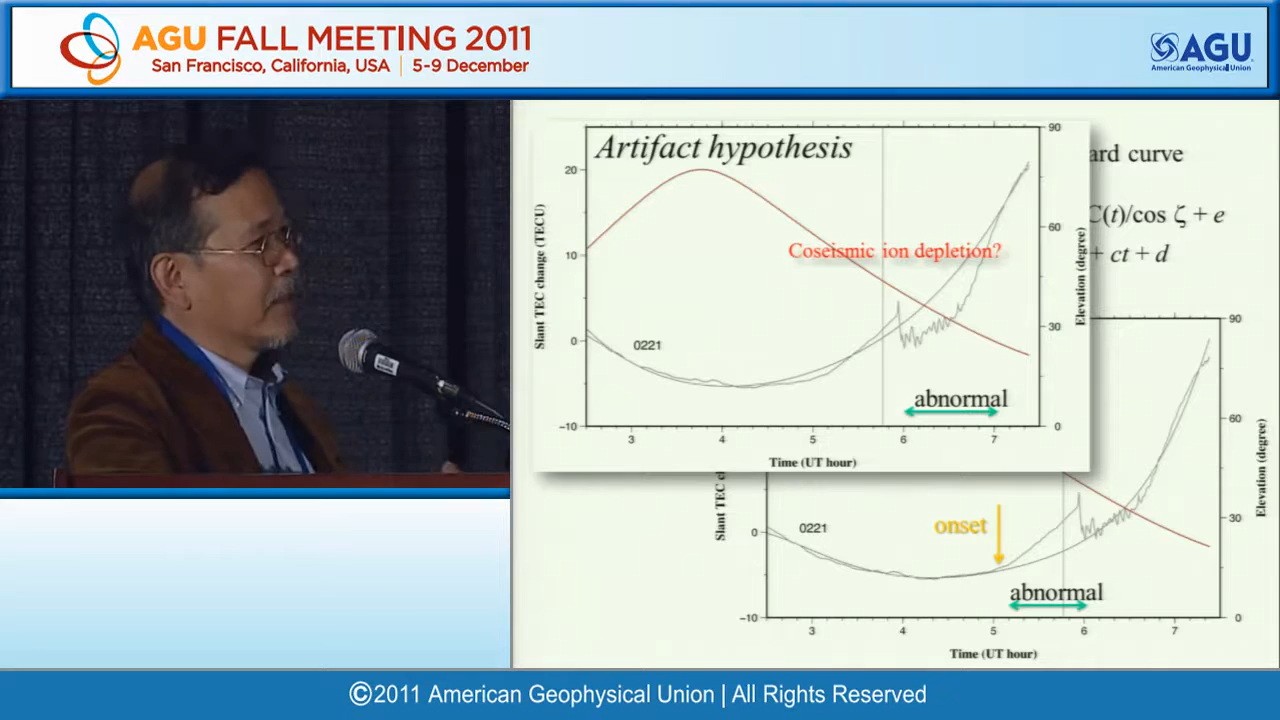 AGU FALL MEETING 2011
San Francisco, California, USA | 5-9 December
AGU
American Geophysical Union
Artifact hypothesis
Coseismic ion depletion?
0221
abnormal
Slant TEC change (TECU)
20
10
0
−10
3 4 5 6 7
Time (UT hour)
90
60
30
0
Elevation (degree)
ard curve
C(t)/cos ζ + e
+ ct + d
Slant TEC c
0
−10
0221
onset
abnormal
3 4 5 6 7
Time (UT hour)
90
60
30
0
Elevation (degree)
©2011 American Geophysical Union | All Rights Reserved